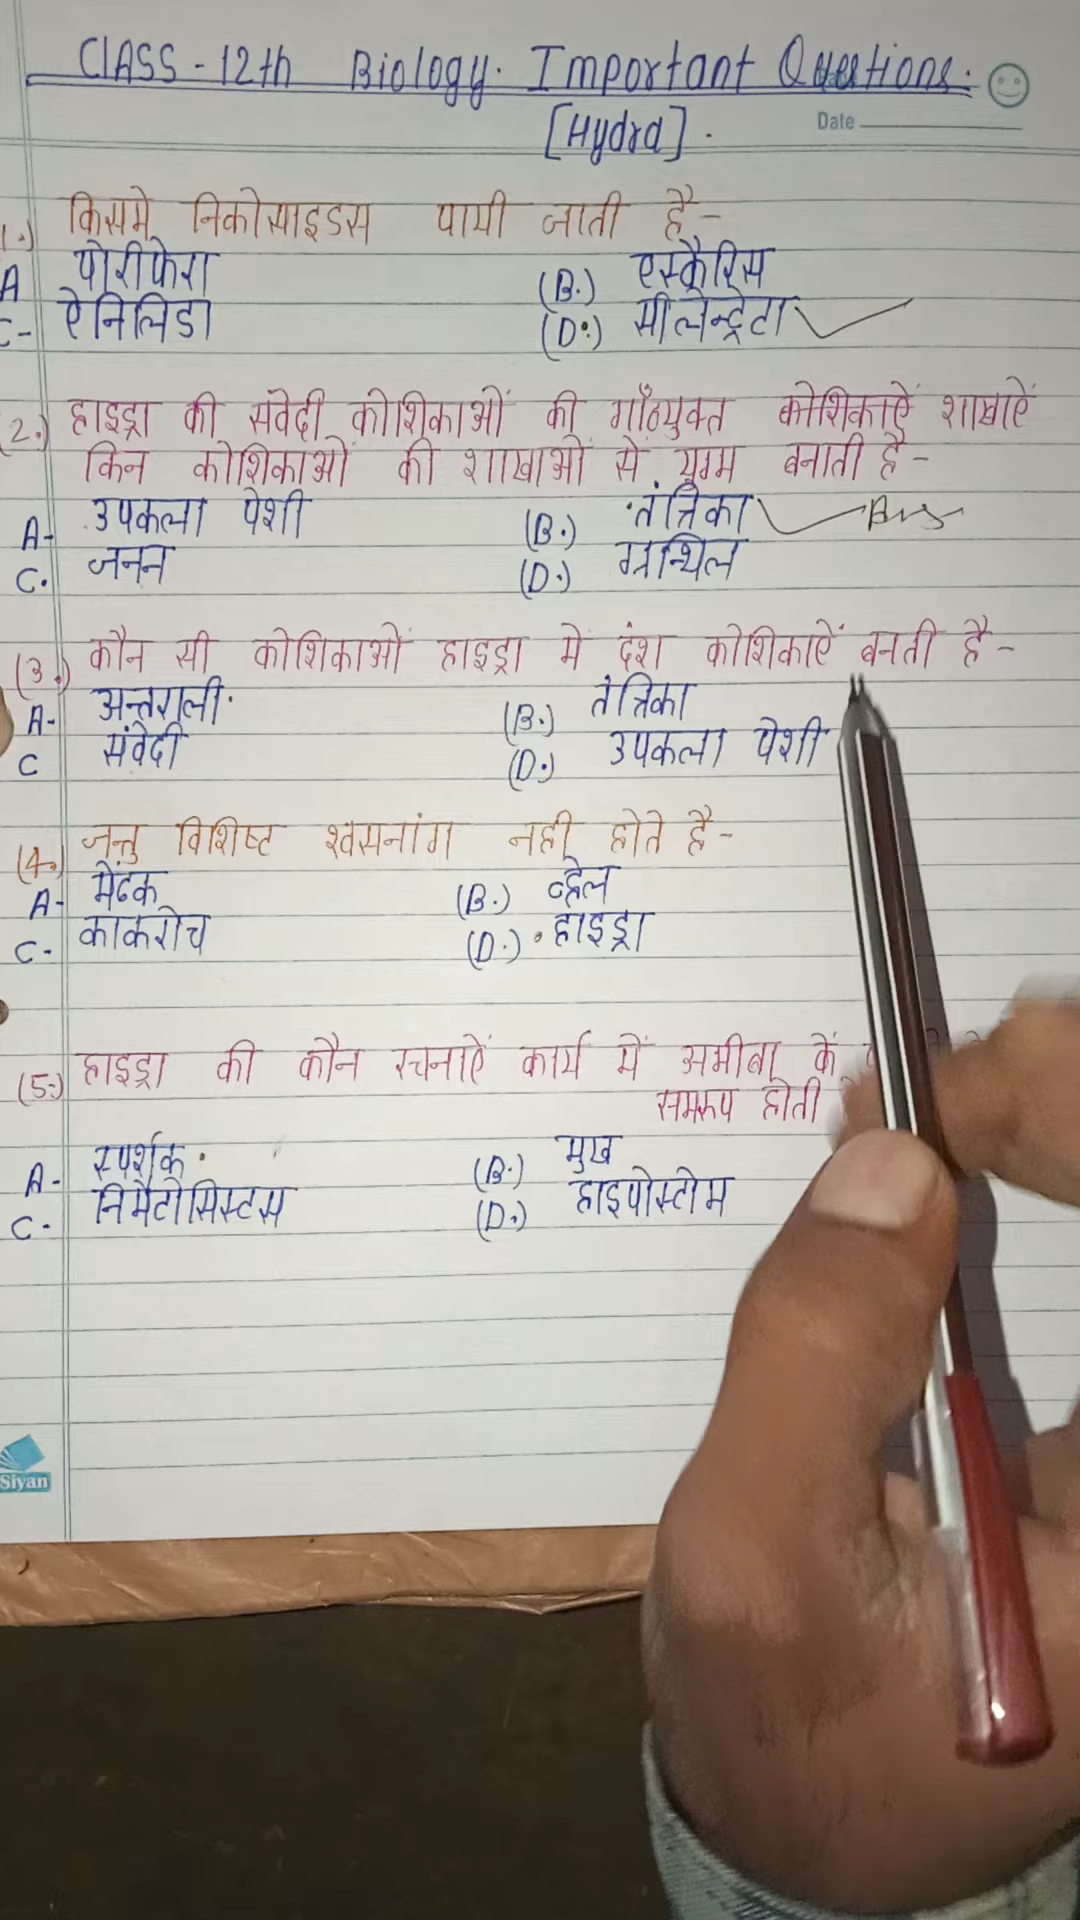 CLASS - 12th Biology. Important Questions.
[Hydra].
Date
1.) किसमे निकोसाइडस पायी जाती है -
A पोरीफेरा (B.) एस्कैरिस
C- ऐनिलिडा (D.) सीलेन्ट्रेटा
(2.) हाइड्रा की संवेदी कोशिकाओं की गाँठयुक्त कोशिकाऐं शाखाऐं
किन कोशिकाओं की शाखाओं से युग्म बनाती है -
A- उपकला पेशी (B.) तंत्रिका Ans
C. जनन (D.) ग्रन्थिल
(3.) कौन सी कोशिकाओं हाइड्रा में दंश कोशिकाऐं बनती है -
A- अन्तराली. (B.) तंत्रिका
C संवेदी (D.) उपकला पेशी
(4.) जन्तु विशिष्ट श्वसनांग नही होते है -
A- मेंढक (B.) व्हेल
C- काकरोच (D.) हाइड्रा
(5.) हाइड्रा की कौन रचनाऐं कार्य में अमीबा कें
समरूप होती
A- स्पर्शक. (B.) मुख
C- निमैटोसिस्टस (D.) हाइपोस्टोम
Siyan